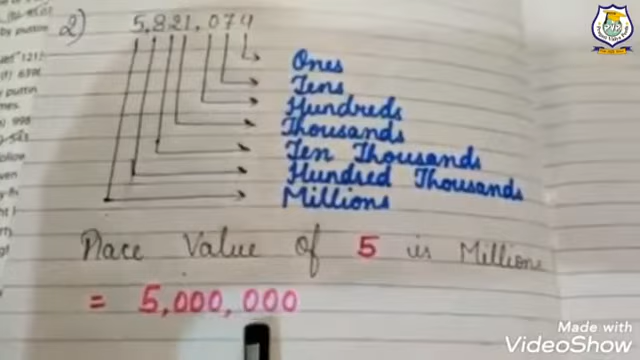 2) 5,821,074
Ones
Tens
Hundreds
Thousands
Ten Thousands
Hundred Thousands
Millions
Place Value of 5 is Millions
= 5,000,000
Made with
VideoShow